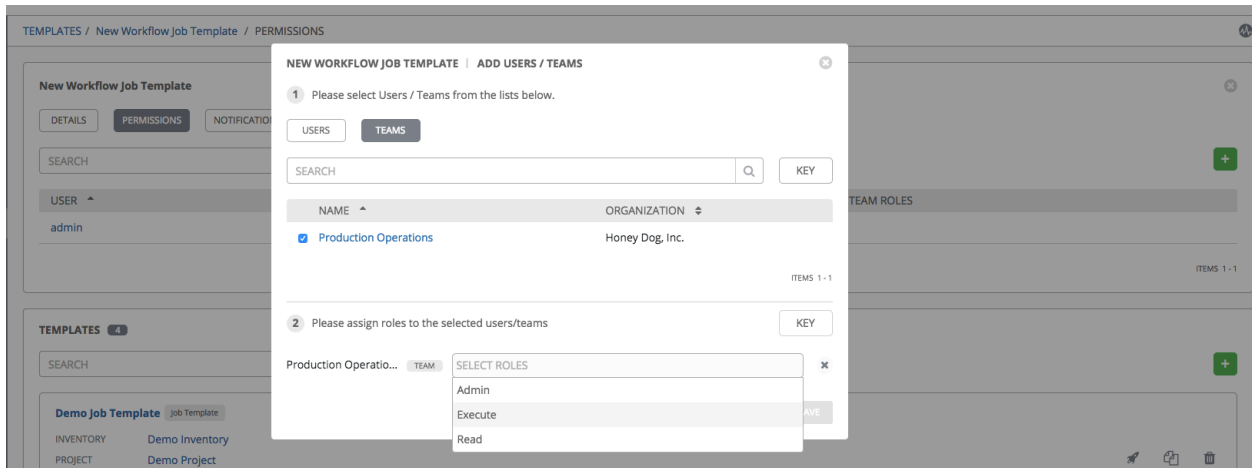 TEMPLATES / New Workflow Job Template / PERMISSIONS
NEW WORKFLOW JOB TEMPLATE | ADD USERS / TEAMS
1 Please select Users / Teams from the lists below.
USERS TEAMS
SEARCH KEY
NAME ORGANIZATION
Production Operations Honey Dog, Inc.
ITEMS 1 - 1
2 Please assign roles to the selected users/teams KEY
Production Operatio... TEAM SELECT ROLES
Admin
Execute
Read
New Workflow Job Template
DETAILS PERMISSIONS
SEARCH
USER TEAM ROLES
admin
ITEMS 1 - 1
TEMPLATES 4
SEARCH
Demo Job Template Job Template
INVENTORY Demo Inventory
PROJECT Demo Project